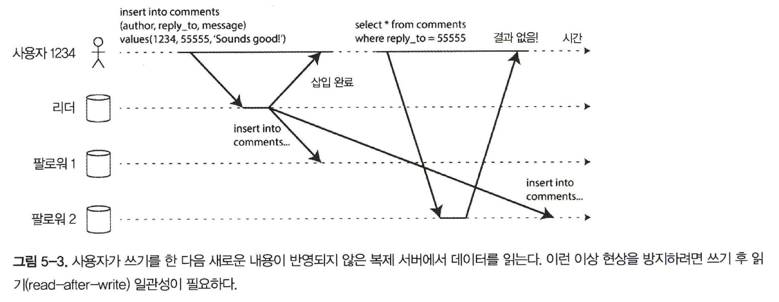 insert into comments
(author, reply_to, message)
values(1234, 55555, 'Sounds good!')
select * from comments
where reply_to = 55555
결과 없음!
시간
사용자 1234
삽입 완료
리더
insert into
comments...
팔로워 1
insert into
comments...
팔로워 2
그림 5-3. 사용자가 쓰기를 한 다음 새로운 내용이 반영되지 않은 복제 서버에서 데이터를 읽는다. 이런 이상 현상을 방지하려면 쓰기 후 읽
기(read-after-write) 일관성이 필요하다.